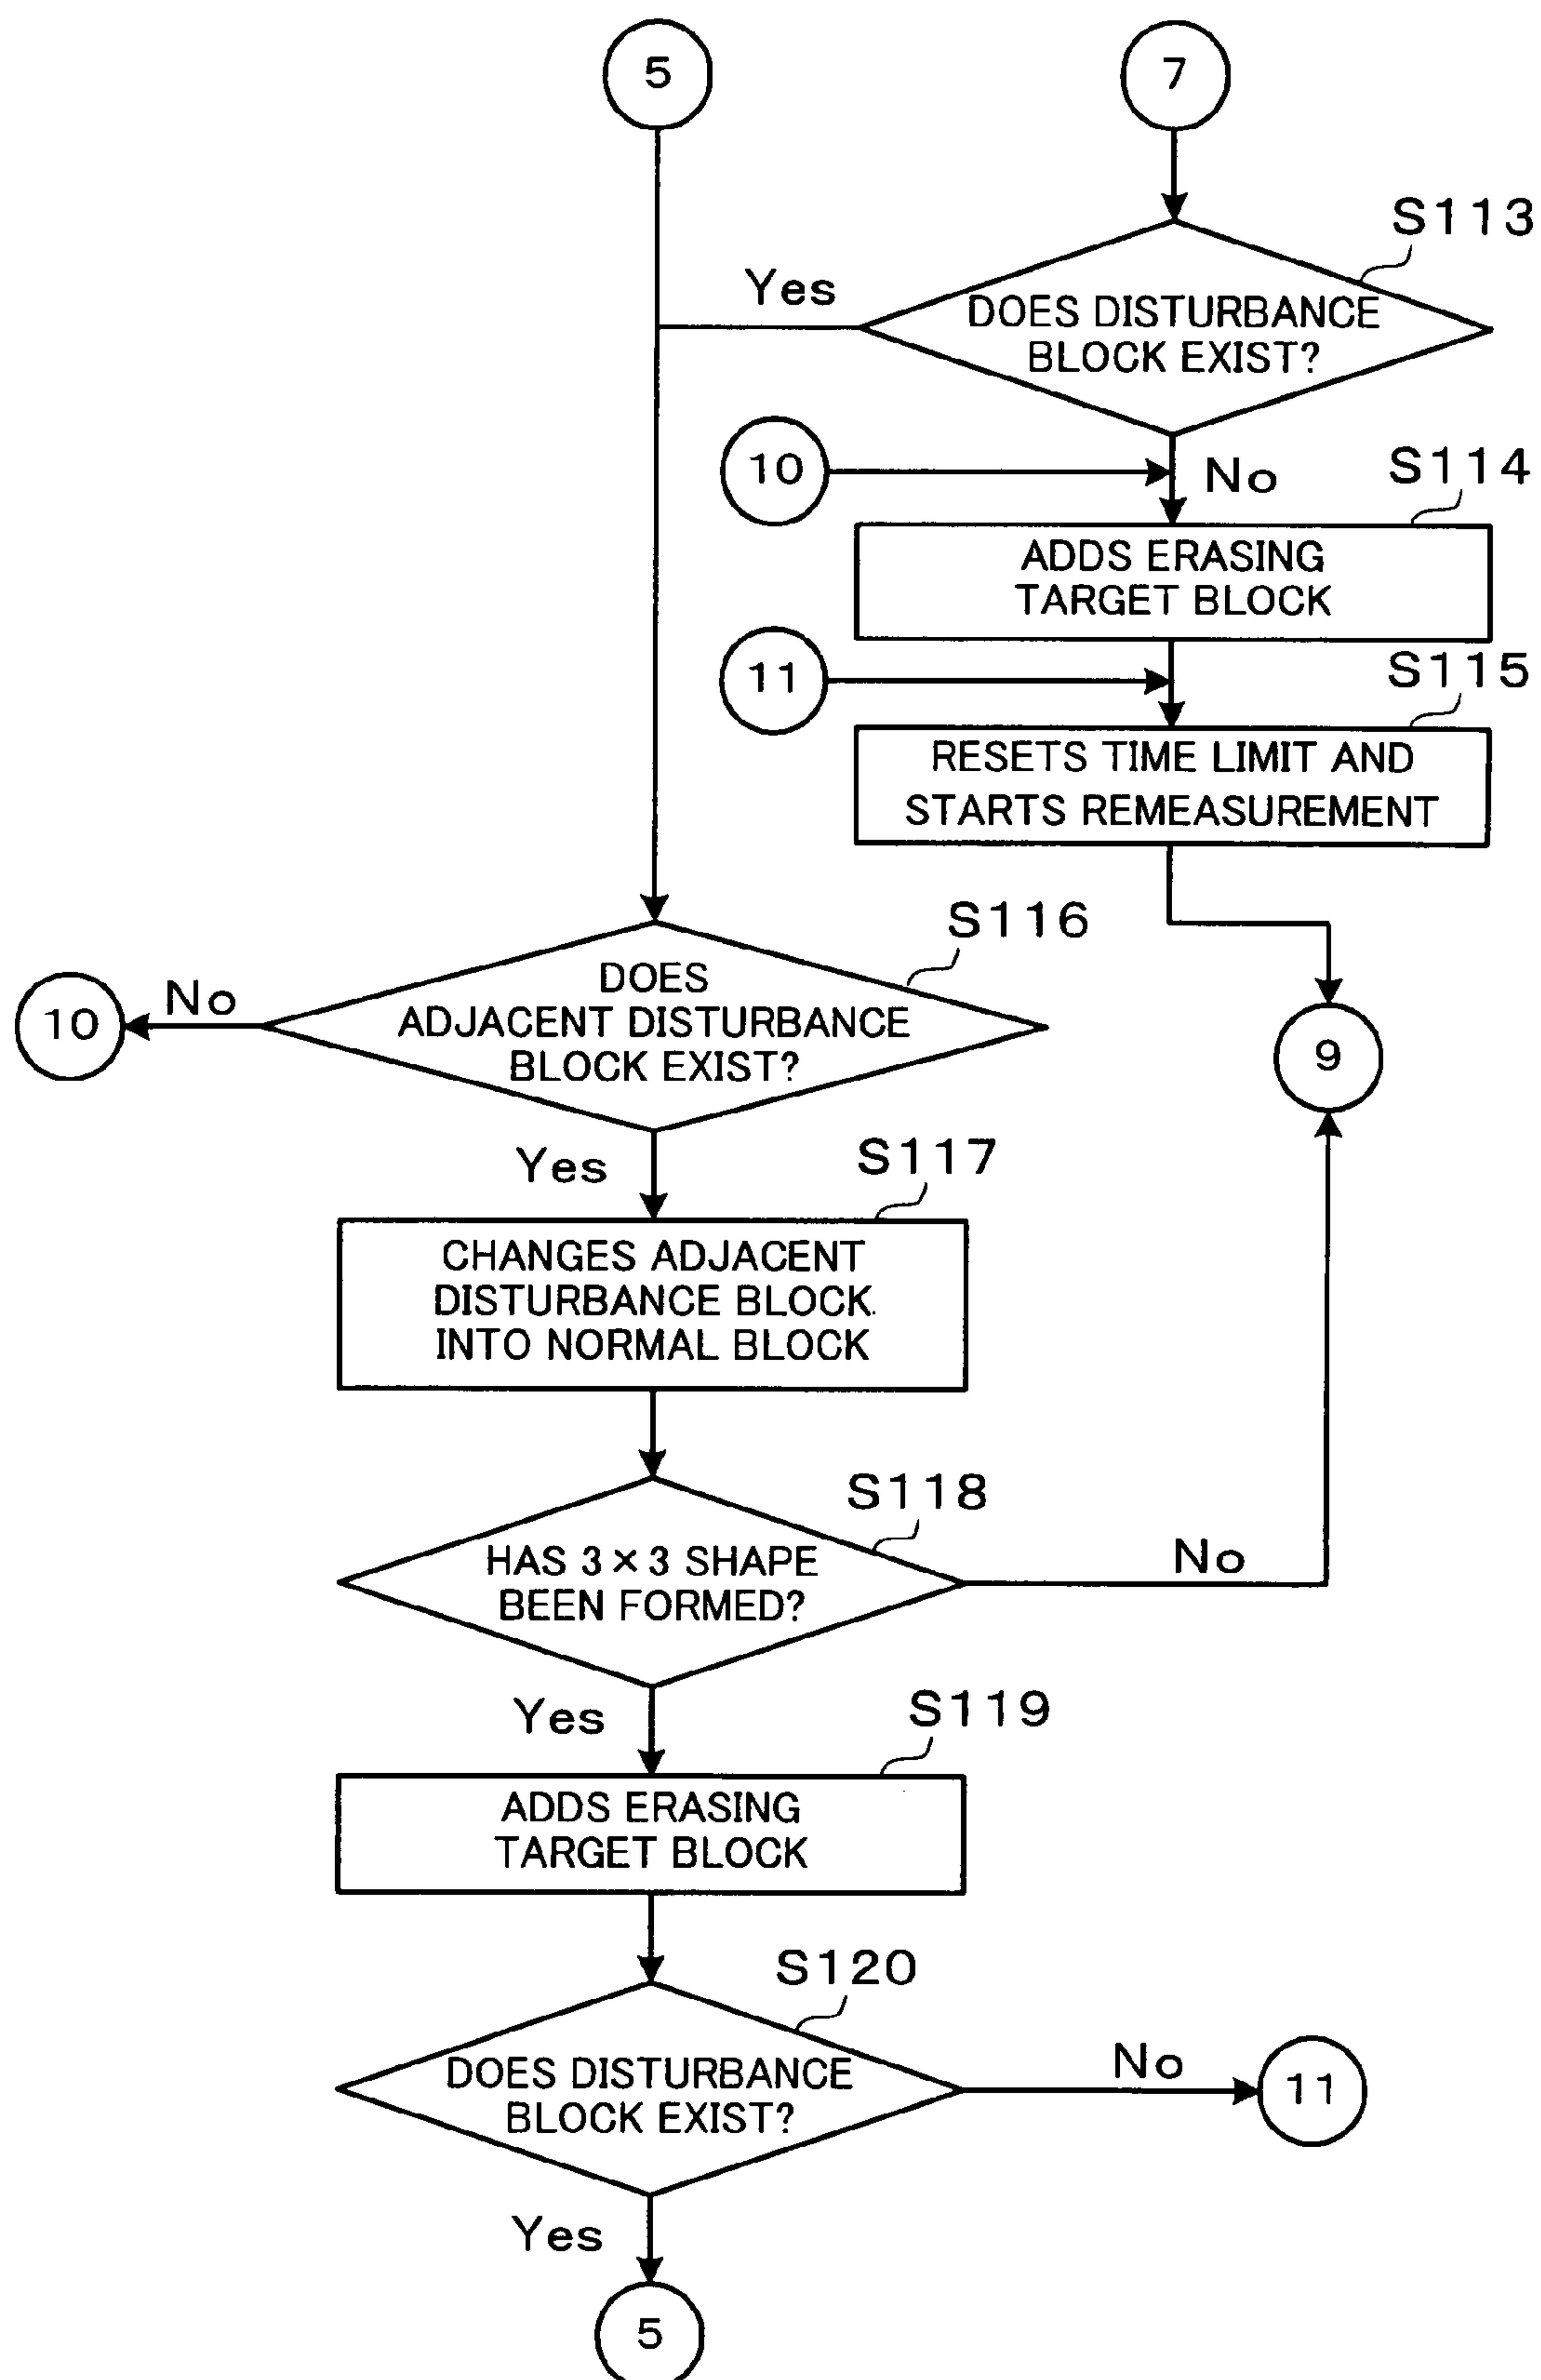 5
7
S113
Yes
DOES DISTURBANCE
BLOCK EXIST?
10
No
S114
ADDS ERASING
TARGET BLOCK
11
S115
RESETS TIME LIMIT AND
STARTS REMEASUREMENT
S116
10
No
DOES
ADJACENT DISTURBANCE
BLOCK EXIST?
9
Yes
S117
CHANGES ADJACENT
DISTURBANCE BLOCK
INTO NORMAL BLOCK
S118
HAS 3 × 3 SHAPE
BEEN FORMED?
No
Yes
S119
ADDS ERASING
TARGET BLOCK
S120
DOES DISTURBANCE
BLOCK EXIST?
No
11
Yes
5